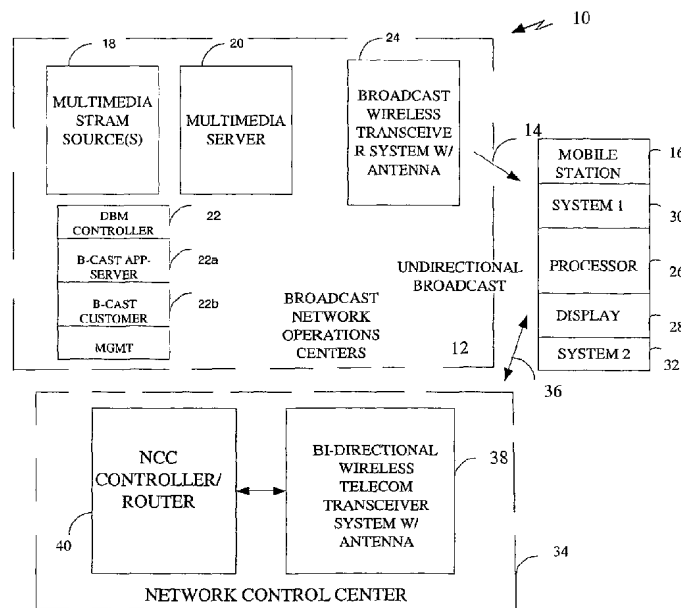 10
18
20
24
MULTIMEDIA
STRAM
SOURCE(S)
MULTIMEDIA
SERVER
BROADCAST
WIRELESS
TRANSCEIVE
R SYSTEM W/
ANTENNA
14
MOBILE
STATION
16
SYSTEM 1
30
PROCESSOR
26
DISPLAY
28
SYSTEM 2
32
DBM
CONTROLLER
22
B-CAST APP-
SERVER
22a
B-CAST
CUSTOMER
22b
MGMT
UNDIRECTIONAL
BROADCAST
BROADCAST
NETWORK
OPERATIONS
CENTERS
12
36
NCC
CONTROLLER/
ROUTER
40
BI-DIRECTIONAL
WIRELESS
TELECOM
TRANSCEIVER
SYSTEM W/
ANTENNA
38
34
NETWORK CONTROL CENTER